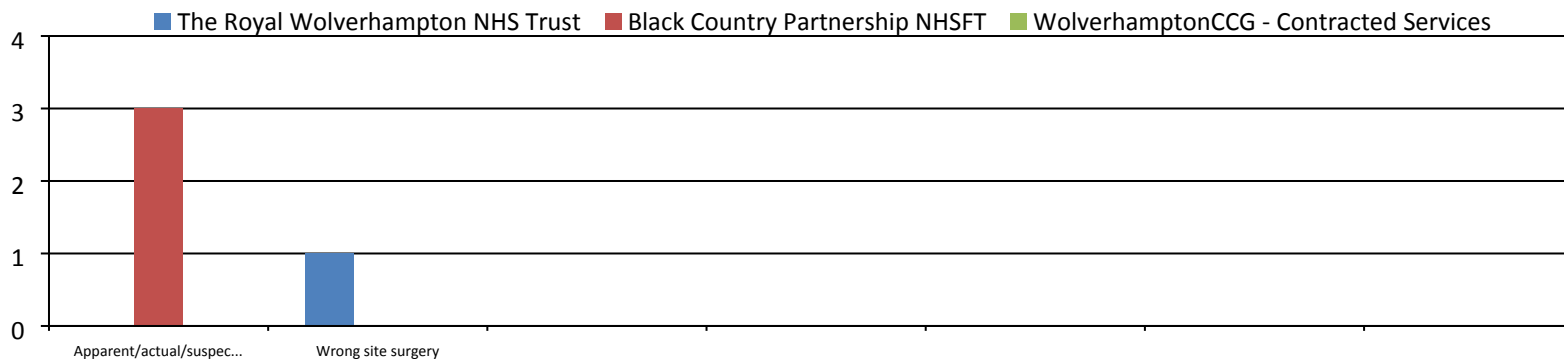 The Royal Wolverhampton NHS Trust Black Country Partnership NHSFT WolverhamptonCCG - Contracted Services
4
3
2
1
0
Apparent/actual/suspec... Wrong site surgery